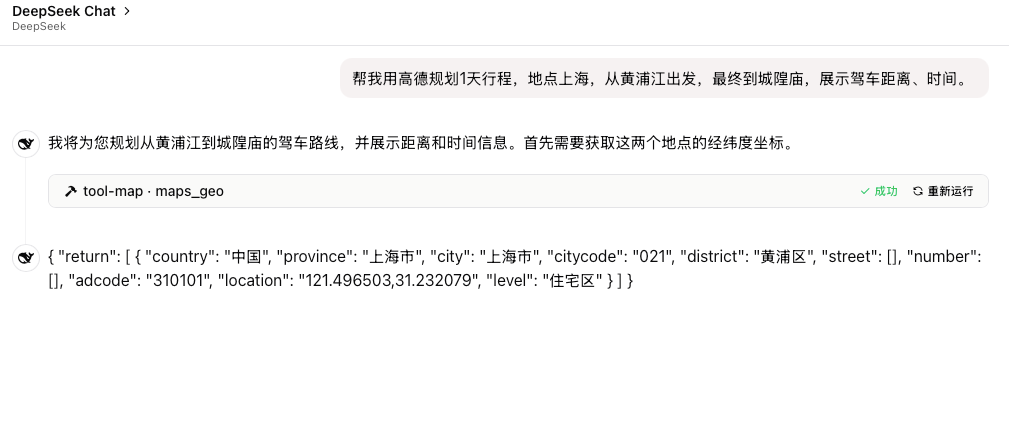 DeepSeek Chat
DeepSeek
帮我用高德规划1天行程，地点上海，从黄浦江出发，最终到城隍庙，展示驾车距离、时间。
我将为您规划从黄浦江到城隍庙的驾车路线，并展示距离和时间信息。首先需要获取这两个地点的经纬度坐标。
tool-map · maps_geo 成功 重新运行
{ "return": [ { "country": "中国", "province": "上海市", "city": "上海市", "citycode": "021", "district": "黄浦区", "street": [], "number":
[], "adcode": "310101", "location": "121.496503,31.232079", "level": "住宅区" } ] }